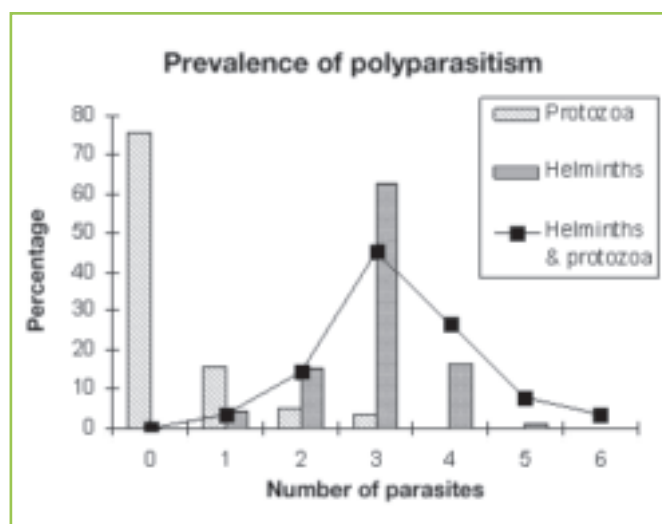 Prevalence of polyparasitism
80
70
60
50
40
30
20
10
0
Percentage
0 1 2 3 4 5 6
Number of parasites
Protozoa
Helminths
Helminths
& protozoa